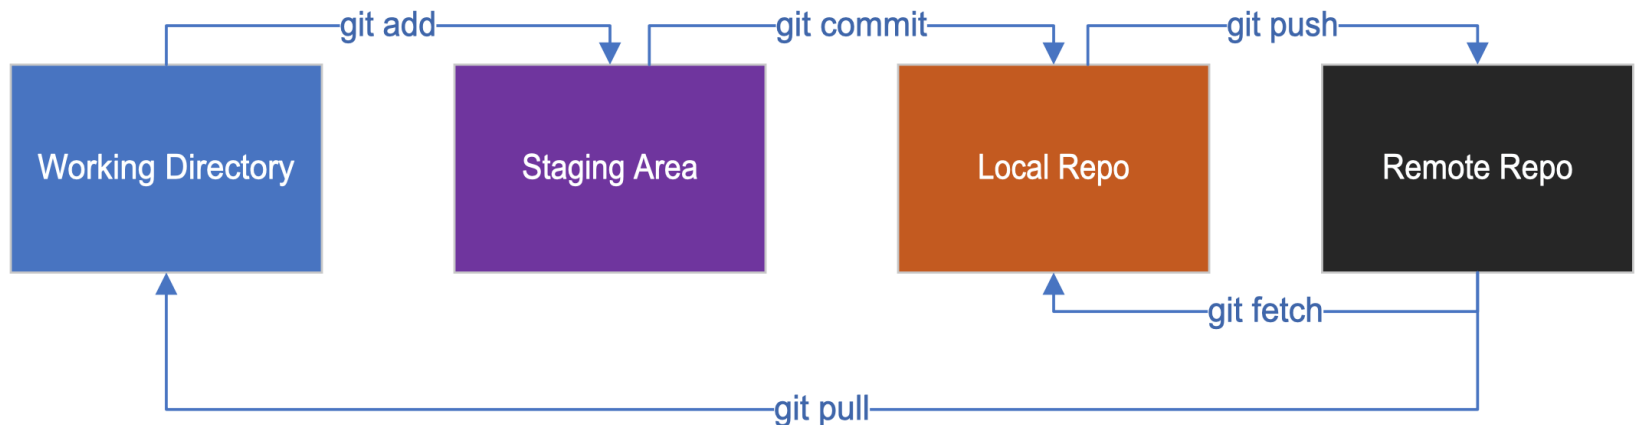 git add
git commit
git push
Working Directory
Staging Area
Local Repo
Remote Repo
git fetch
git pull